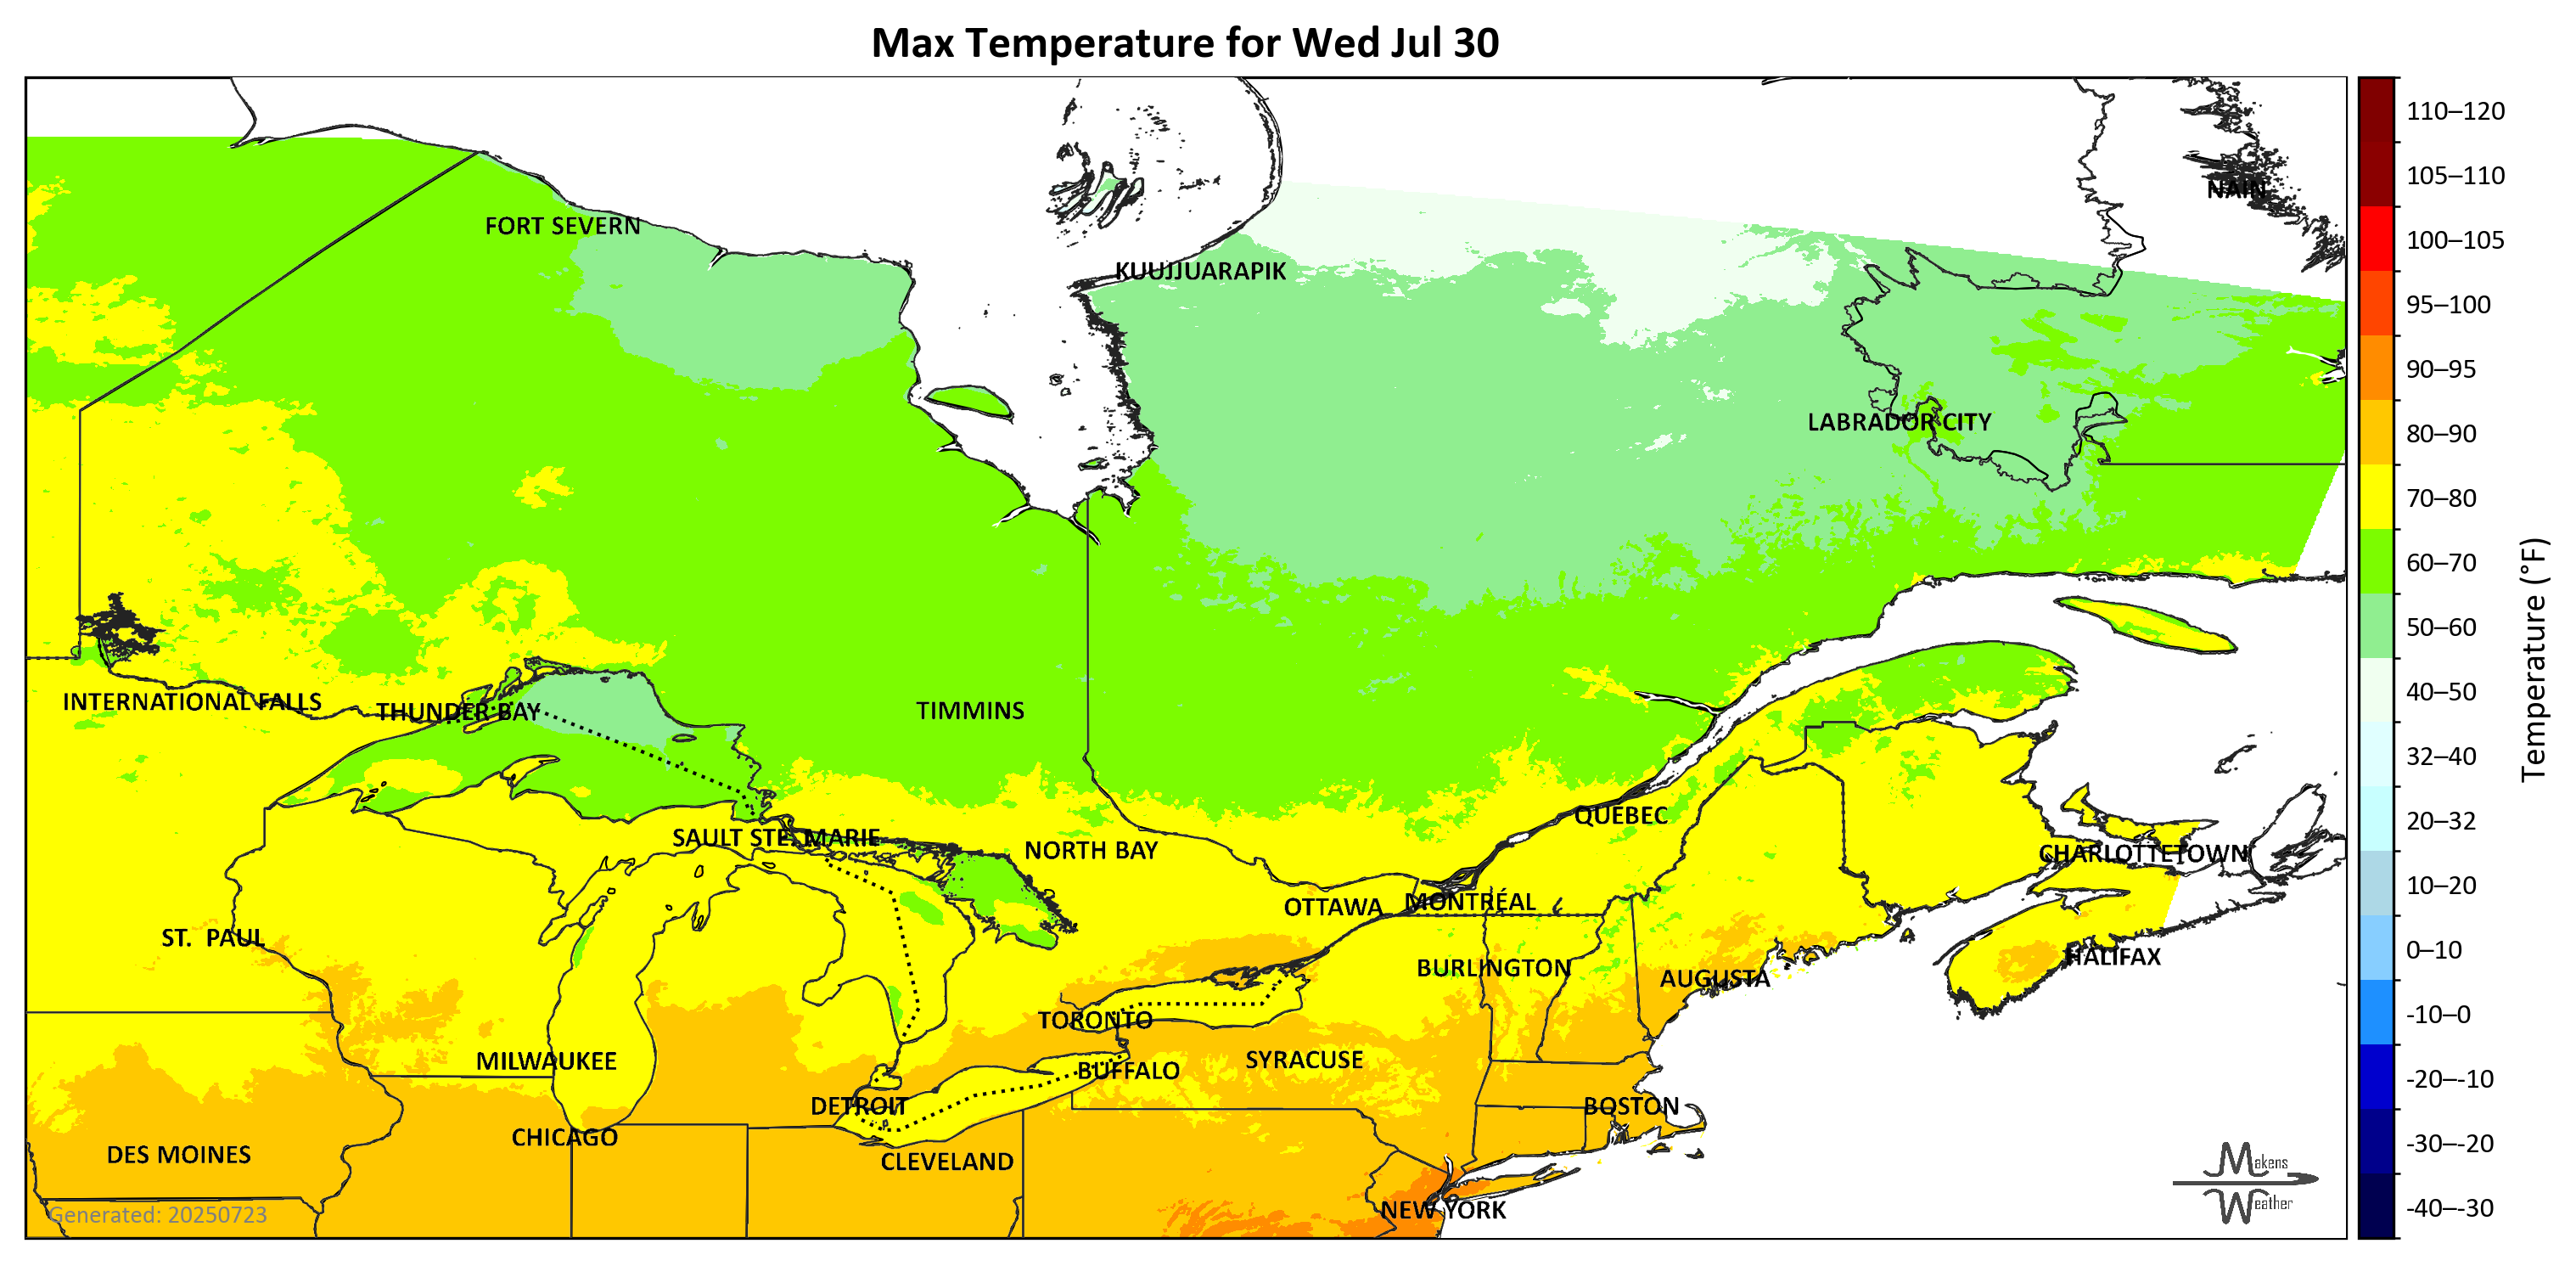 Max Temperature for Wed Jul 30
NAIN
FORT SEVERN
KUUJJUARAPIK
LABRADOR CITY
INTERNATIONAL FALLS
THUNDER BAY
TIMMINS
QUÉBEC
SAULT STE. MARIE
NORTH BAY
CHARLOTTETOWN
OTTAWA
MONTRÉAL
ST. PAUL
HALIFAX
BURLINGTON
AUGUSTA
TORONTO
MILWAUKEE
SYRACUSE
BUFFALO
DETROIT
BOSTON
CHICAGO
DES MOINES
CLEVELAND
NEW YORK
Generated: 20250723
Makens
Weather
110–120
105–110
100–105
95–100
90–95
80–90
70–80
60–70
50–60
40–50
32–40
20–32
10–20
0–10
-10–0
-20–-10
-30–-20
-40–-30
Temperature (°F)